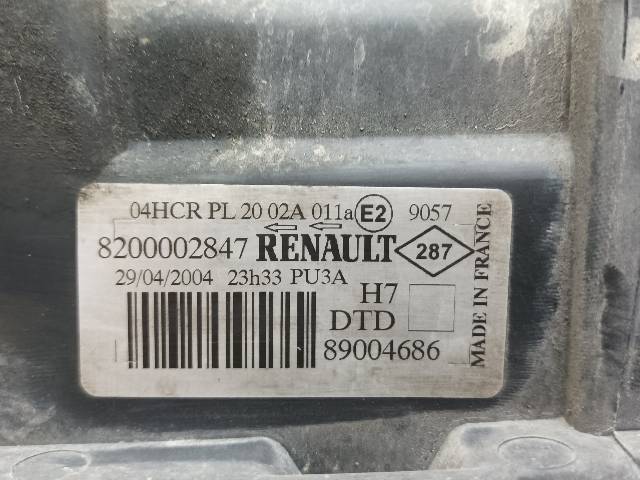 04HCR PL 20 02A 011a E2 9057
8200002847 RENAULT 287
29/04/2004 23h33 PU3A
H7
DTD
89004686
MADE IN FRANCE